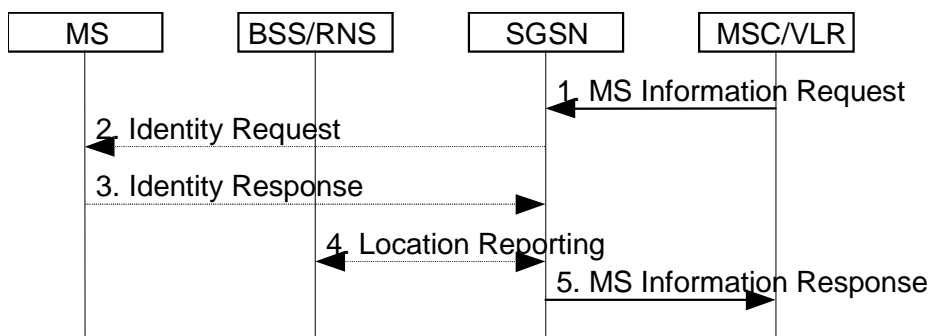 MS
BSS/RNS
SGSN
MSC/VLR
1. MS Information Request
2. Identity Request
3. Identity Response
4. Location Reporting
5. MS Information Response